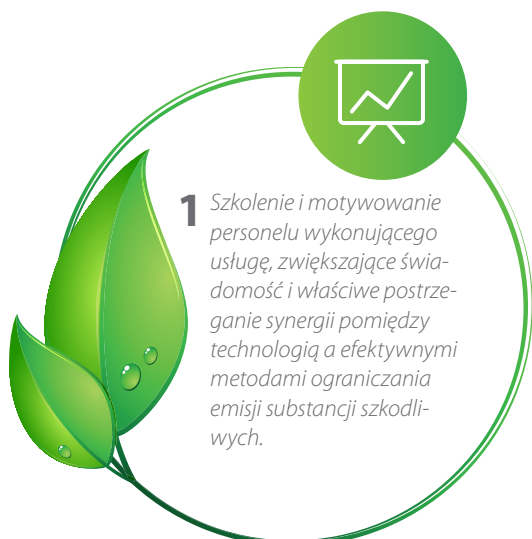 1 Szkolenie i motywowanie
personelu wykonującego
usługę, zwiększające świa-
domość i właściwe postrze-
ganie synergii pomiędzy
technologią a efektywnymi
metodami ograniczania
emisji substancji szkodli-
wych.